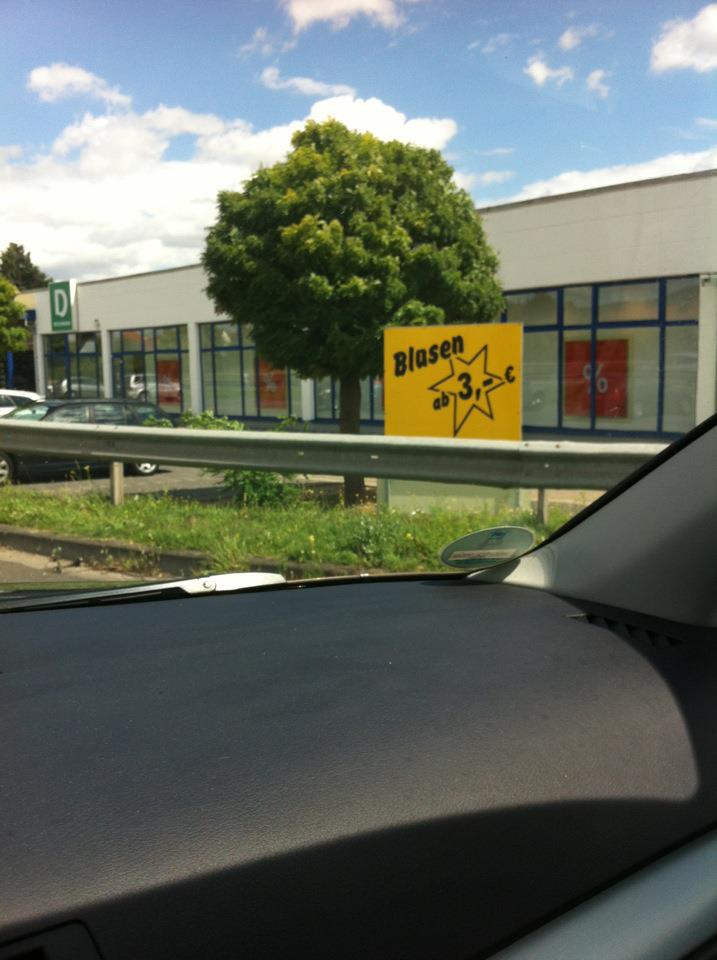 D
Blasen
ab 3,- €
%
%
%